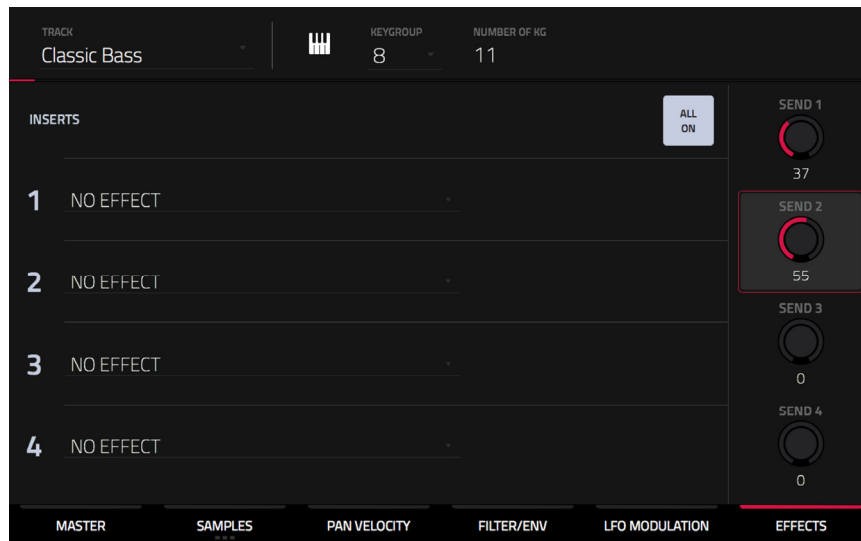 TRACK
Classic Bass
KEYGROUP
8
NUMBER OF KG
11
INSERTS
ALL
ON
1 NO EFFECT
2 NO EFFECT
3 NO EFFECT
4 NO EFFECT
SEND 1
37
SEND 2
55
SEND 3
0
SEND 4
0
MASTER SAMPLES PAN VELOCITY FILTER/ENV LFO MODULATION EFFECTS